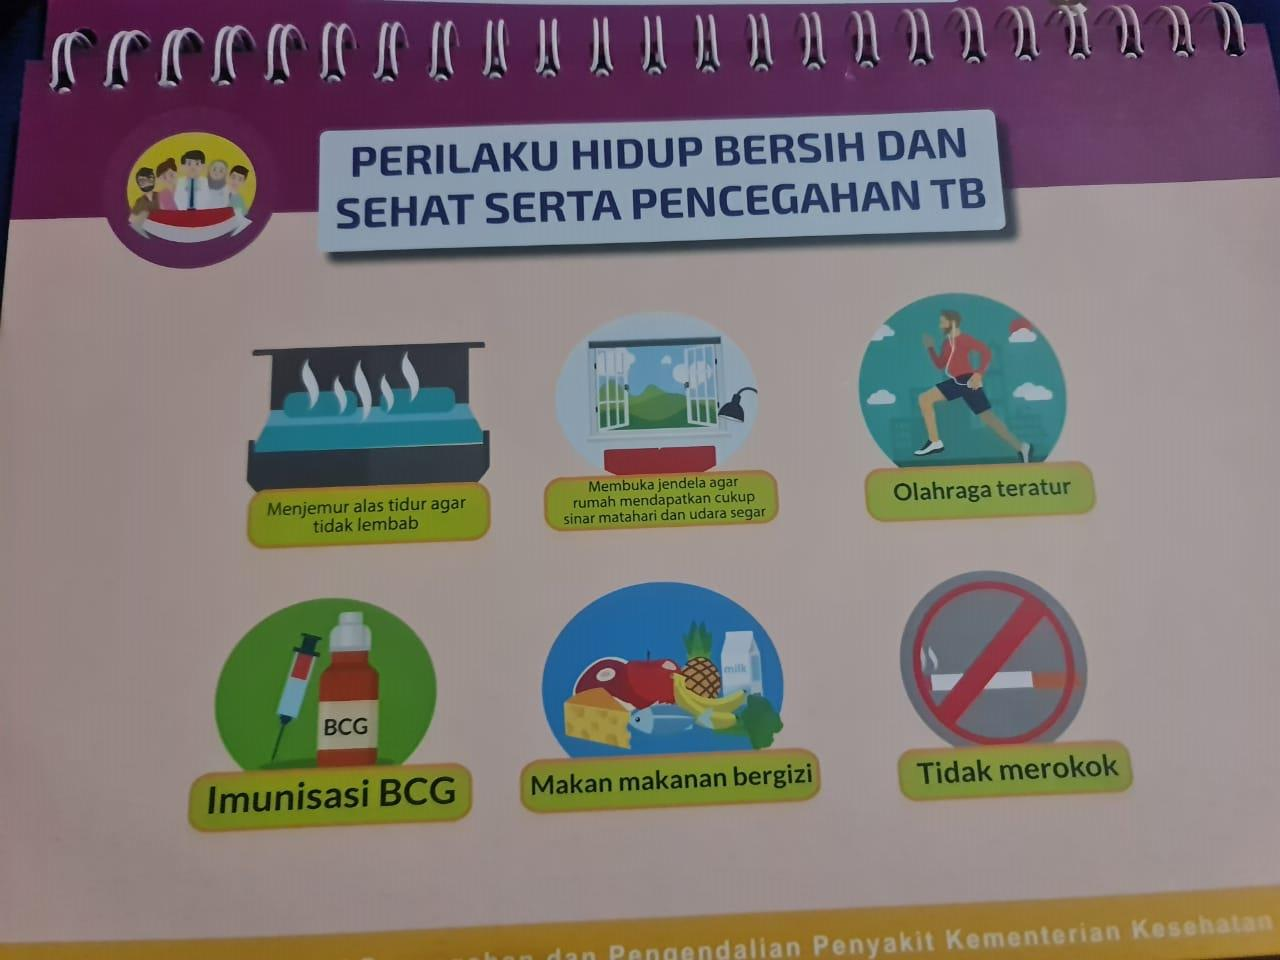 PERILAKU HIDUP BERSIH DAN
SEHAT SERTA PENCEGAHAN TB
Menjemur alas tidur agar
tidak lembab
Membuka jendela agar
rumah mendapatkan cukup
sinar matahari dan udara segar
Olahraga teratur
BCG
Imunisasi BCG
milk
Makan makanan bergizi
Tidak merokok
dan Pengendalian Penyakit Kementerian Kesehatan